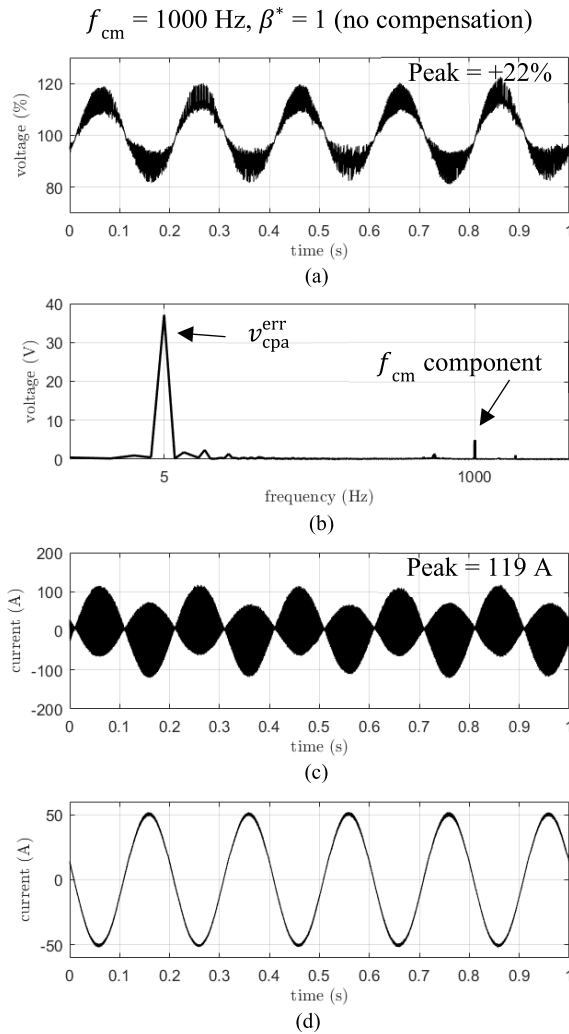 f_cm = 1000 Hz, β* = 1 (no compensation)
Peak = +22%
voltage (%)
120
100
80
0 0.1 0.2 0.3 0.4 0.5 0.6 0.7 0.8 0.9 1
time (s)
(a)
voltage (V)
40
30
20
10
0
v_cpa^err
f_cm component
5 1000
frequency (Hz)
(b)
current (A)
Peak = 119 A
200
100
0
-100
-200
0 0.1 0.2 0.3 0.4 0.5 0.6 0.7 0.8 0.9 1
time (s)
(c)
current (A)
50
0
-50
0 0.1 0.2 0.3 0.4 0.5 0.6 0.7 0.8 0.9 1
time (s)
(d)